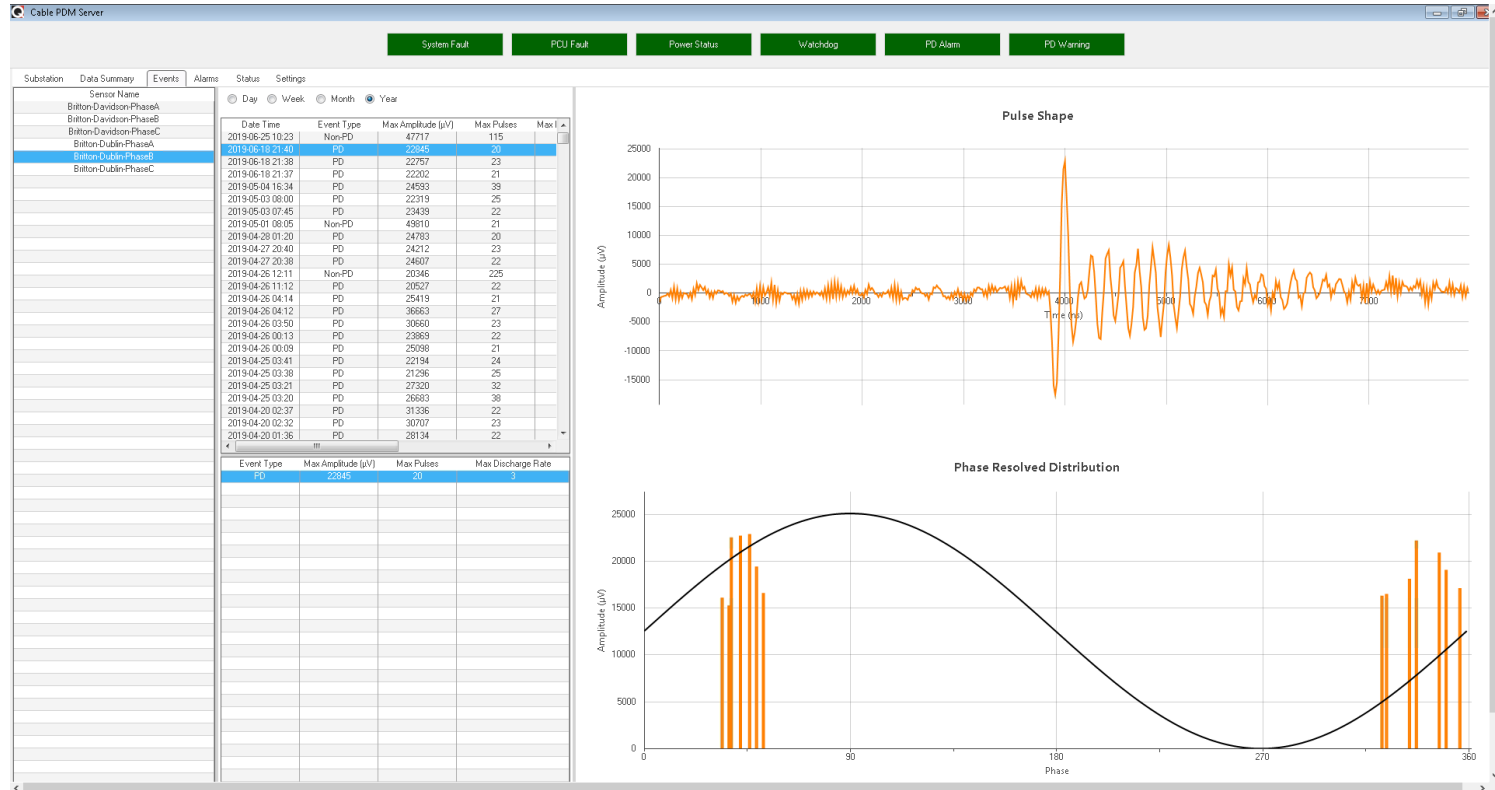 Cable PDM Server
System Fault PCU Fault Power Status Watchdog PD Alarm PD Warning
Substation Data Summary Events Alarms Status Settings
Sensor Name
Britton-Davidson-PhaseA
Britton-Davidson-PhaseB
Britton-Davidson-PhaseC
Britton-Dublin-PhaseA
Britton-Dublin-PhaseB
Britton-Dublin-PhaseC
Day Week Month Year
Date Time Event Type Max Amplitude (µV) Max Pulses
2019-06-25 10:23 Non-PD 47717 115
2019-06-18 21:40 PD 22845 20
2019-06-18 21:38 PD 22757 23
2019-06-18 21:37 PD 22202 21
2019-05-04 16:34 PD 24593 39
2019-05-03 08:00 PD 22319 25
2019-05-03 07:45 PD 23439 22
2019-05-01 08:05 Non-PD 49810 21
2019-04-28 01:20 PD 24783 20
2019-04-27 20:40 PD 24212 23
2019-04-27 20:38 PD 24607 22
2019-04-26 12:11 Non-PD 20346 225
2019-04-26 11:12 PD 20527 22
2019-04-26 04:14 PD 25419 21
2019-04-26 04:12 PD 36663 27
2019-04-26 03:50 PD 30660 23
2019-04-26 00:13 PD 23869 22
2019-04-26 00:09 PD 25098 21
2019-04-25 03:41 PD 22194 24
2019-04-25 03:38 PD 21296 25
2019-04-25 03:21 PD 27320 32
2019-04-25 03:20 PD 26683 38
2019-04-20 02:37 PD 31336 22
2019-04-20 02:32 PD 30707 23
2019-04-20 01:36 PD 28134 22
Event Type Max Amplitude (µV) Max Pulses Max Discharge Rate
PD 22845 20 3
Pulse Shape
25000
20000
15000
10000
5000
0
-5000
-10000
-15000
Amplitude (µV)
0 1000 2000 3000 4000 5000 6000 7000
Time (ns)
Phase Resolved Distribution
25000
20000
15000
10000
5000
0
Amplitude (µV)
0 90 180 270 360
Phase